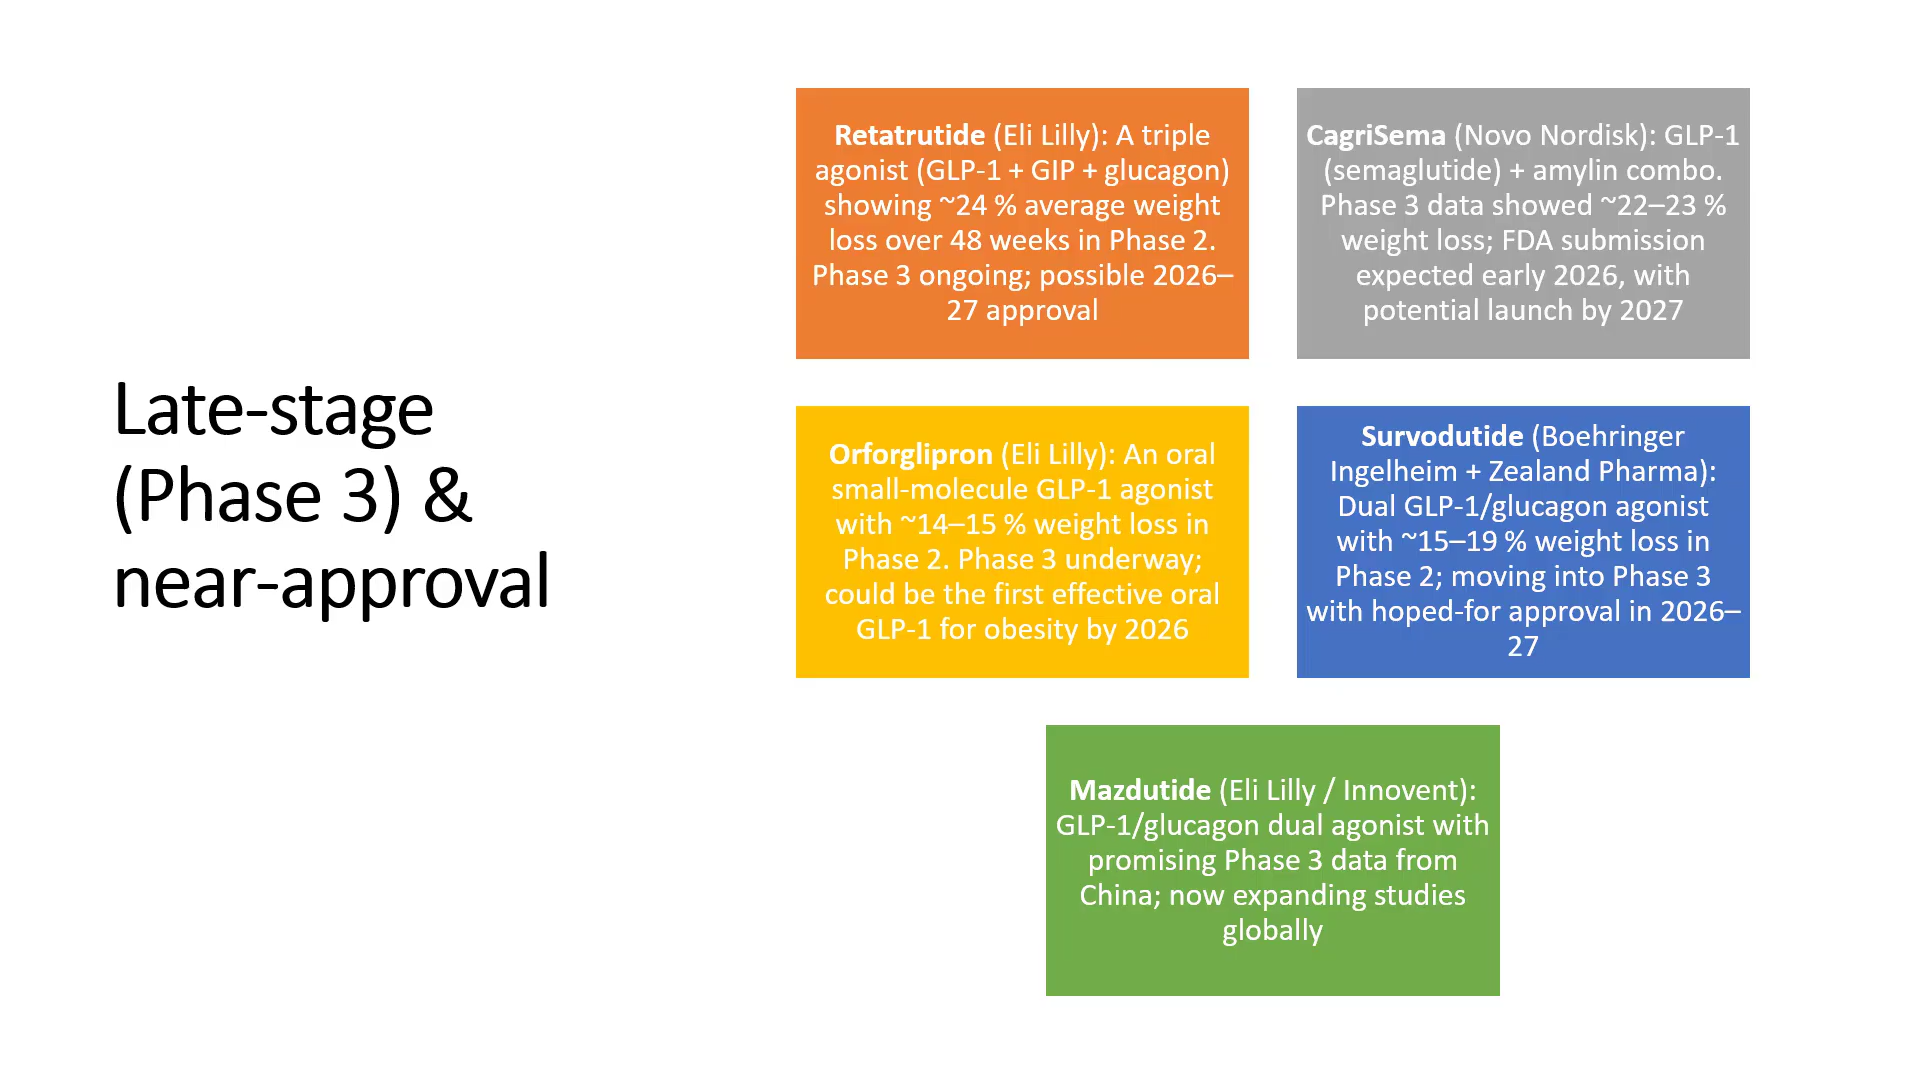 Late-stage
(Phase 3) &
near-approval
Retatrutide (Eli Lilly): A triple
agonist (GLP-1 + GIP + glucagon)
showing ~24 % average weight
loss over 48 weeks in Phase 2.
Phase 3 ongoing; possible 2026–
27 approval
CagriSema (Novo Nordisk): GLP-1
(semaglutide) + amylin combo.
Phase 3 data showed ~22–23 %
weight loss; FDA submission
expected early 2026, with
potential launch by 2027
Orforglipron (Eli Lilly): An oral
small-molecule GLP-1 agonist
with ~14–15 % weight loss in
Phase 2. Phase 3 underway;
could be the first effective oral
GLP-1 for obesity by 2026
Survodutide (Boehringer
Ingelheim + Zealand Pharma):
Dual GLP-1/glucagon agonist
with ~15–19 % weight loss in
Phase 2; moving into Phase 3
with hoped-for approval in 2026–
27
Mazdutide (Eli Lilly / Innovent):
GLP-1/glucagon dual agonist with
promising Phase 3 data from
China; now expanding studies
globally